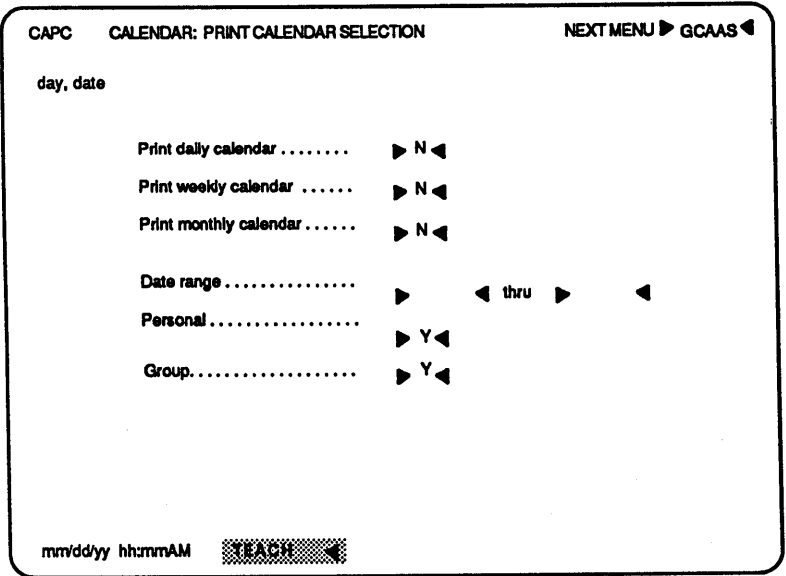 CAPC CALENDAR: PRINT CALENDAR SELECTION NEXT MENU ▶ GCAAS ◀
day, date
Print daily calendar ........ ▶ N ◀
Print weekly calendar ...... ▶ N ◀
Print monthly calendar ...... ▶ N ◀
Date range ............... ▶ ◀ thru ▶ ◀
Personal ................. ▶ Y ◀
Group................... ▶ Y ◀
mm/dd/yy hh:mmAM TEACH ◀